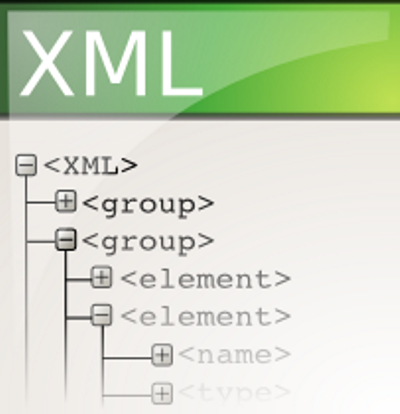 XML
<XML>
<group>
<group>
<element>
<element>
<name>
<type>